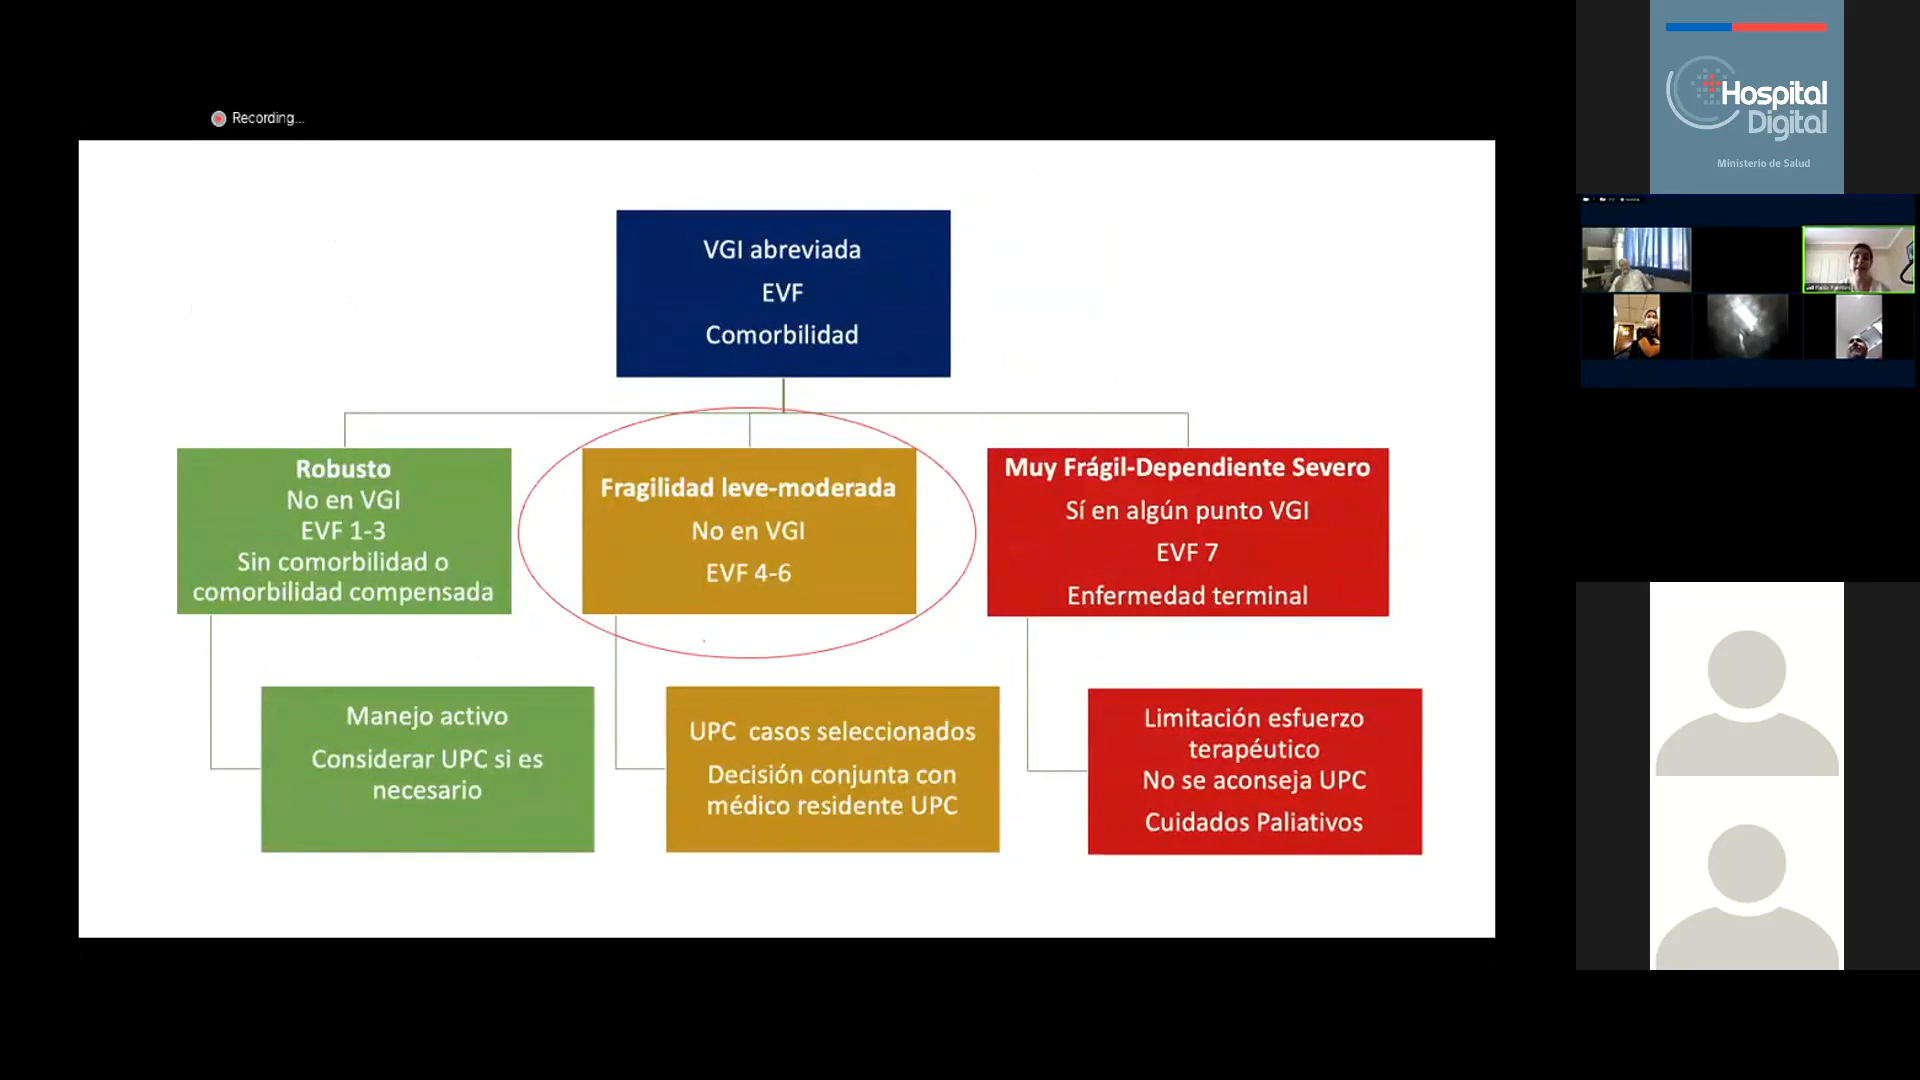 Recording...
VGI abreviada
EVF
Comorbilidad
Robusto
No en VGI
EVF 1-3
Sin comorbilidad o
comorbilidad compensada
Fragilidad leve-moderada
No en VGI
EVF 4-6
Muy Frágil-Dependiente Severo
Sí en algún punto VGI
EVF 7
Enfermedad terminal
Manejo activo
Considerar UPC si es
necesario
UPC casos seleccionados
Decisión conjunta con
médico residente UPC
Limitación esfuerzo
terapéutico
No se aconseja UPC
Cuidados Paliativos
Hospital
Digital
Ministerio de Salud